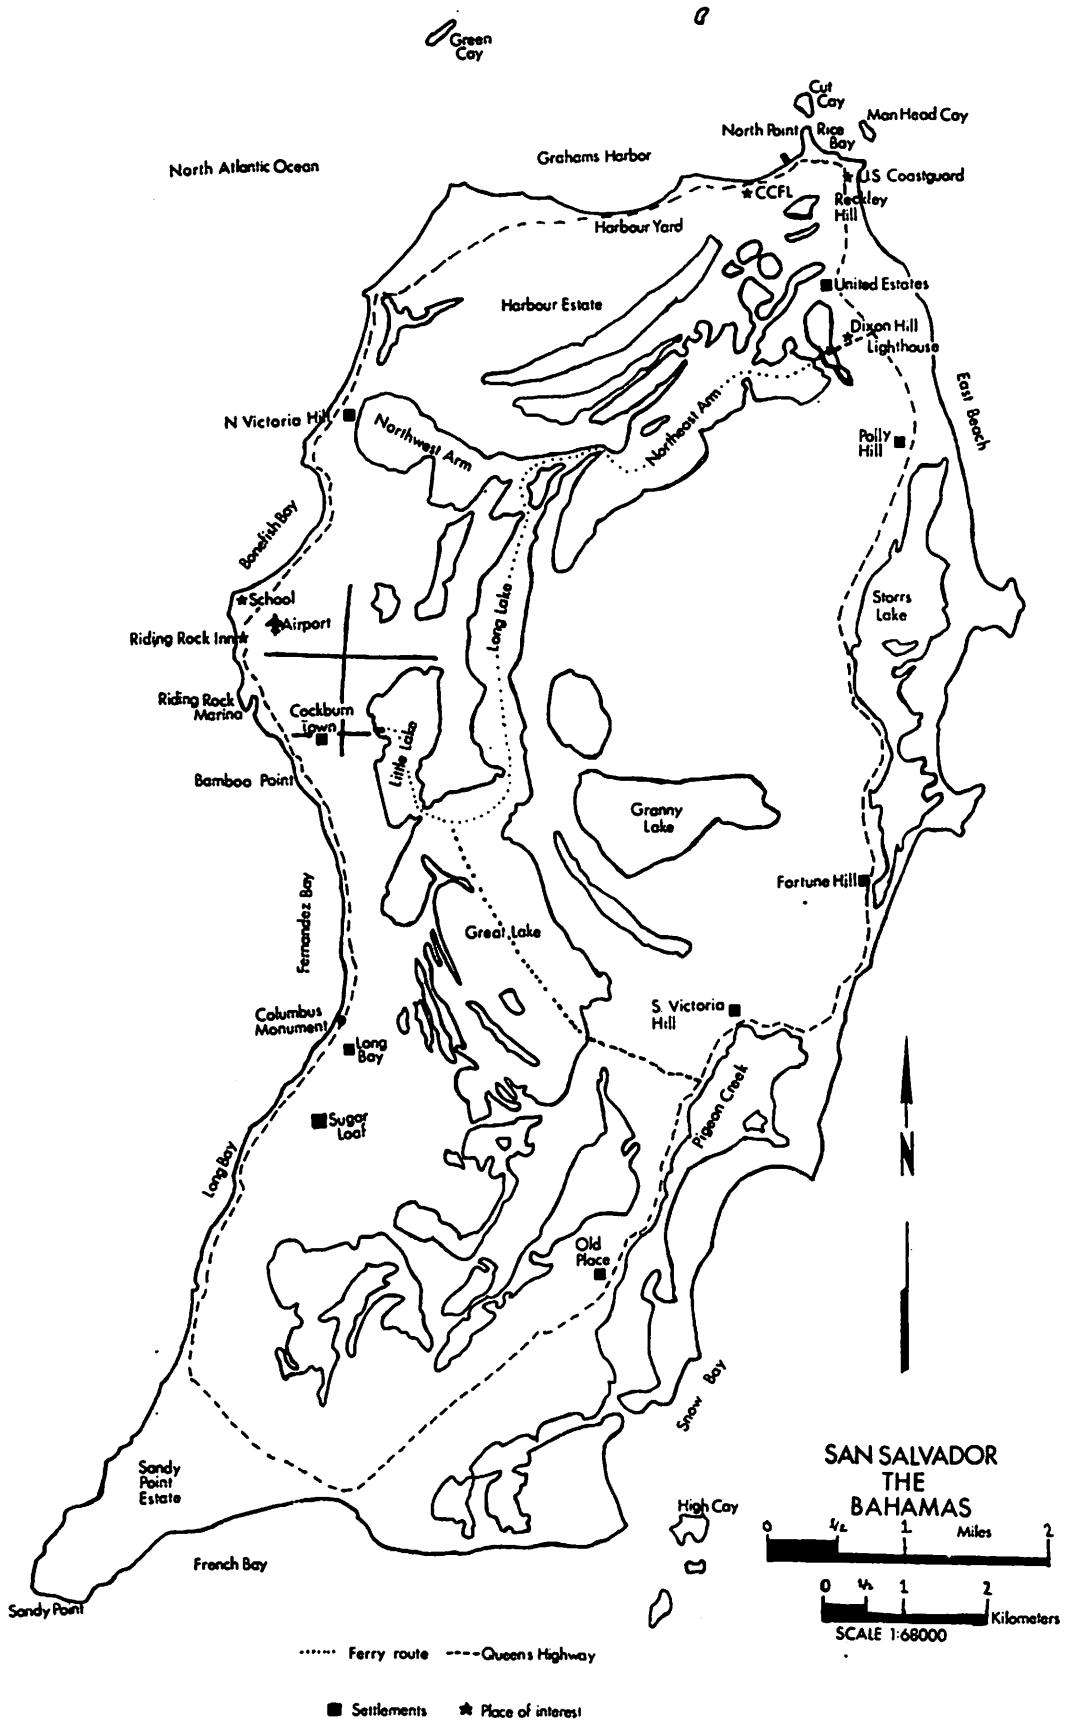 Green
Cay
Cut
Cay
Man Head Cay
North Point
Rice
Bay
North Atlantic Ocean
Grahams Harbor
US Coastguard
CCFL
Reckley
Hill
Harbour Yard
United Estates
Harbour Estate
Dixon Hill
Lighthouse
East Beach
N Victoria Hill
Northwest Arm
Northeast Arm
Polly
Hill
Bonefish Bay
School
Airport
Riding Rock Inn
Long Lake
Storrs
Lake
Riding Rock
Marina
Cockburn
Town
Little Lake
Bamboo Point
Granny
Lake
Fortune Hill
Fernandez Bay
Great Lake
Columbus
Monument
S. Victoria
Hill
Long
Bay
Pigeon Creek
Sugar
Loaf
N
Long Bay
Old
Place
Snow Bay
Sandy
Point
Estate
SAN SALVADOR
THE
BAHAMAS
High Cay
0 1/2 1 Miles 2
French Bay
0 1/2 1 2
Kilometers
Sandy Point
SCALE 1:68000
Ferry route
Queens Highway
Settlements
Place of interest